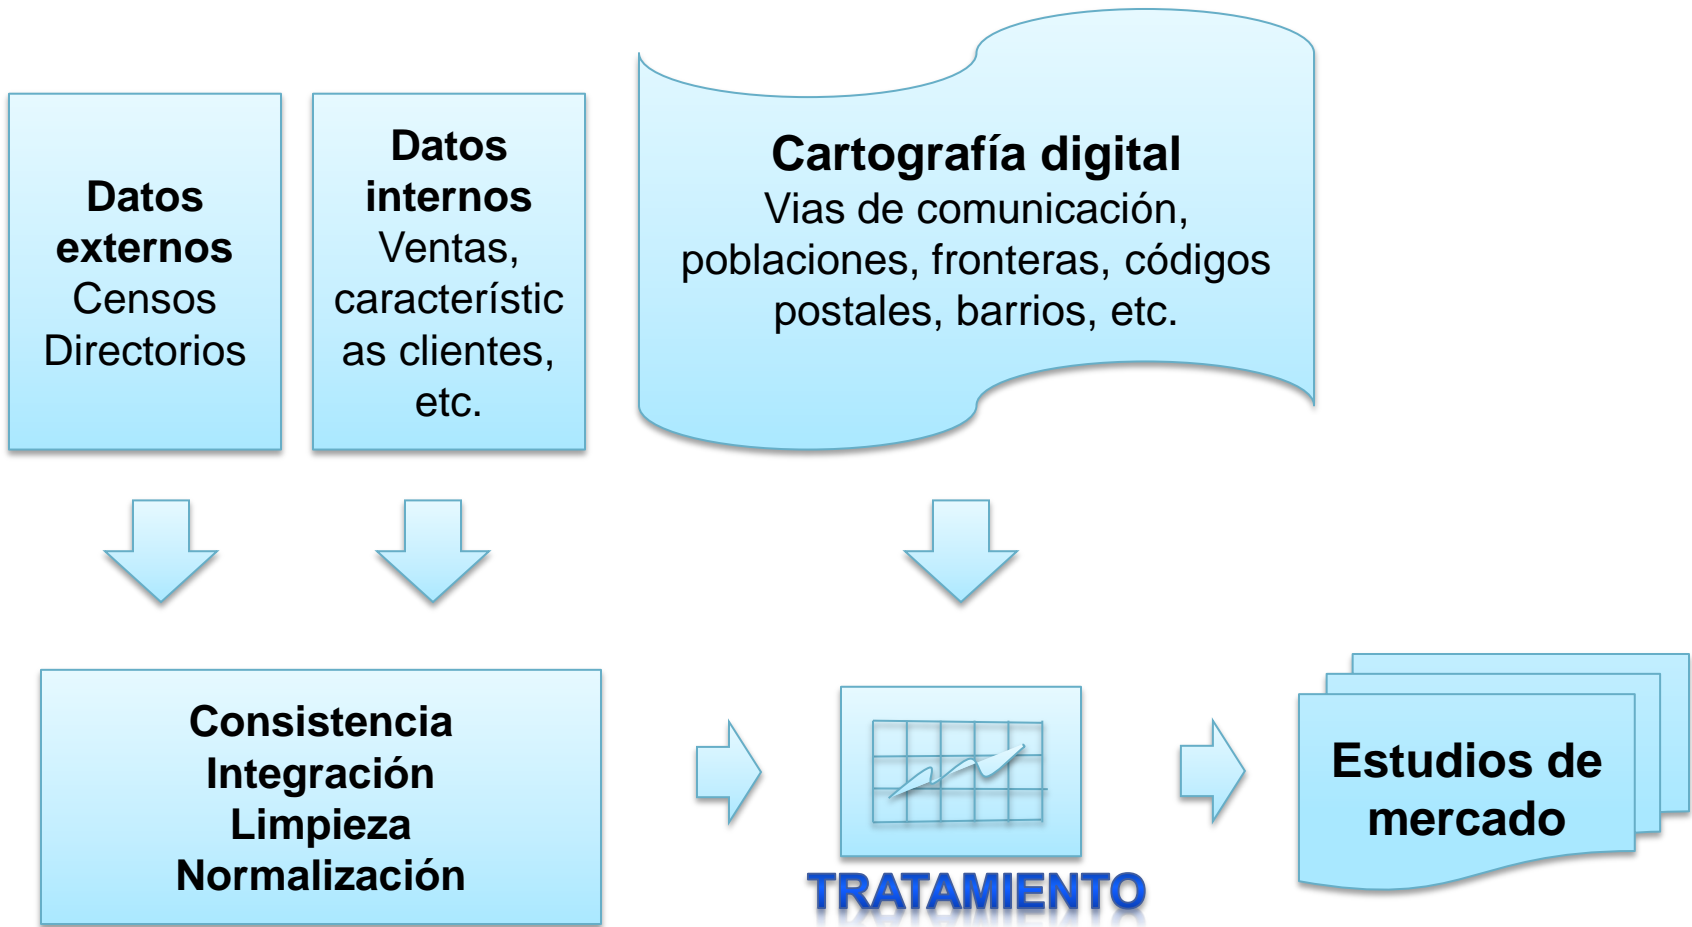 Datos
externos
Censos
Directorios
Datos
internos
Ventas,
característic
as clientes,
etc.
Cartografía digital
Vias de comunicación,
poblaciones, fronteras, códigos
postales, barrios, etc.
Consistencia
Integración
Limpieza
Normalización
TRATAMIENTO
Estudios de
mercado